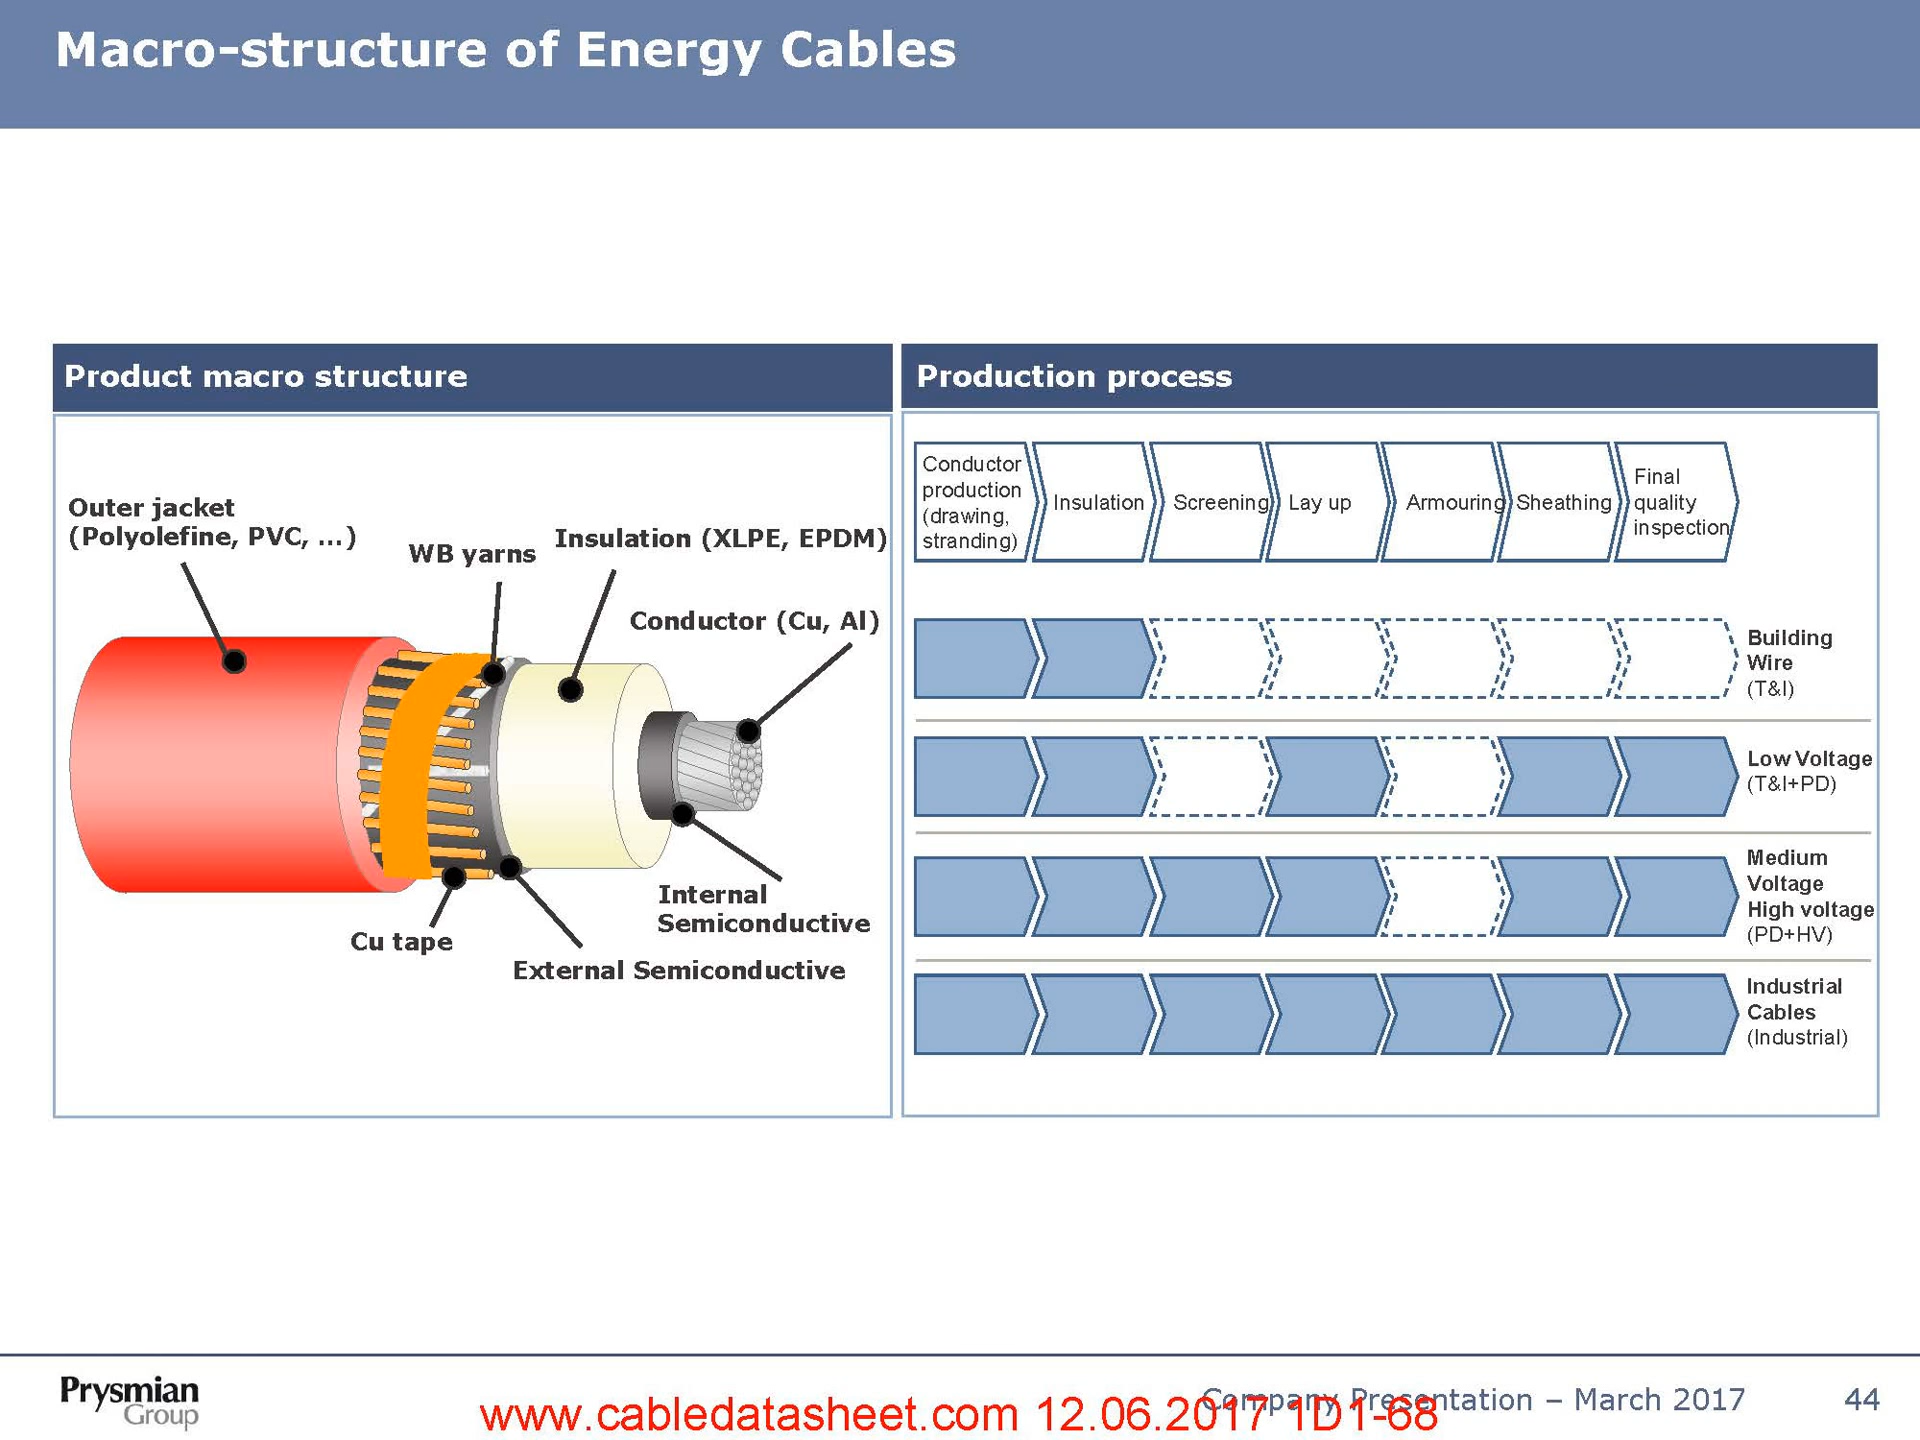 Macro-structure of Energy Cables
Product macro structure
Outer jacket
(Polyolefine, PVC, ...)
WB yarns
Insulation (XLPE, EPDM)
Conductor (Cu, Al)
Internal
Semiconductive
Cu tape
External Semiconductive
Production process
Conductor
production
(drawing,
stranding)
Insulation
Screening
Lay up
Armouring
Sheathing
Final
quality
inspection
Building
Wire
(T&I)
Low Voltage
(T&I+PD)
Medium
Voltage
High voltage
(PD+HV)
Industrial
Cables
(Industrial)
Prysmian
Group
www.cabledatasheet.com 12.06.2017 1D1-68
Company Presentation – March 2017
44